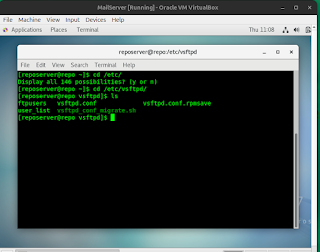 MailServer [Running] - Oracle VM VirtualBox
File Machine View Input Devices Help
Applications Places Terminal Thu 11:08
reposerver@repo:/etc/vsftpd
File Edit View Search Terminal Help
[reposerver@repo vsftpd]$ cd /etc/
Display all 146 possibilities? (y or n)
[reposerver@repo vsftpd]$ cd /etc/vsftpd/
[reposerver@repo vsftpd]$ ls
ftpusers vsftpd.conf vsftpd.conf.rpmsave
user_list vsftpd_conf_migrate.sh
[reposerver@repo vsftpd]$